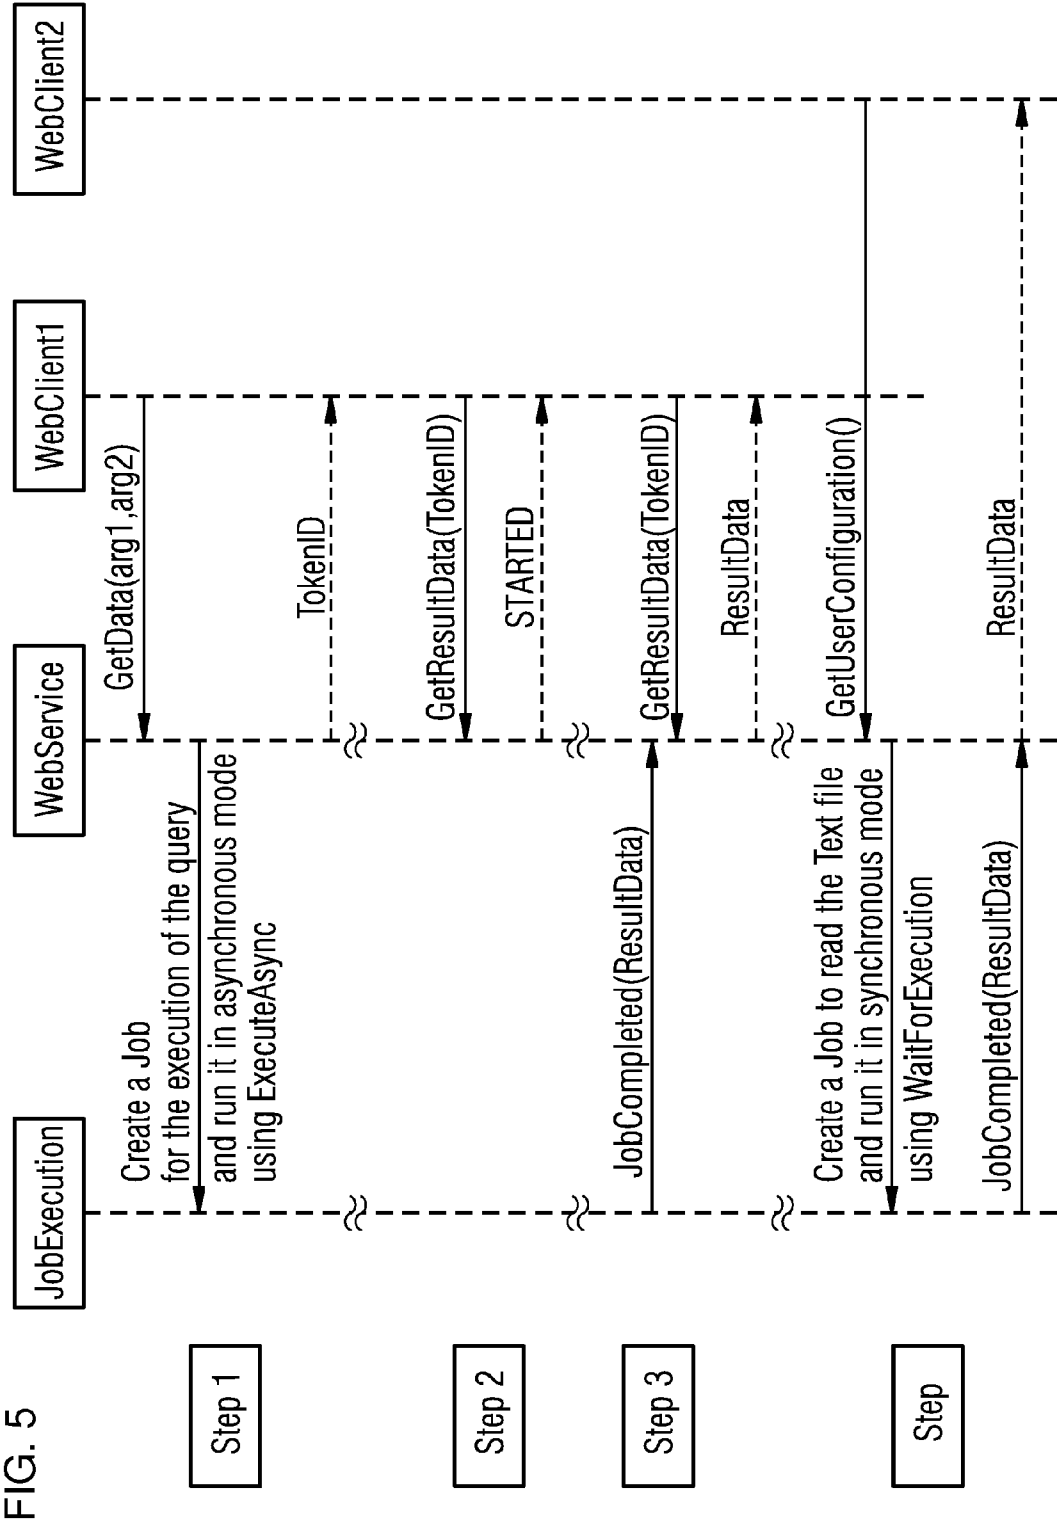 FIG. 5
JobExecution
WebService
WebClient1
WebClient2
Step 1
Create a Job
for the execution of the query
and run it in asynchronous mode
using ExecuteAsync
GetData(arg1,arg2)
TokenID
Step 2
GetResultData(TokenID)
STARTED
Step 3
JobCompleted(ResultData)
GetResultData(TokenID)
ResultData
Step
Create a Job to read the Text file
and run it in synchronous mode
using WaitForExecution
GetUserConfiguration()
JobCompleted(ResultData)
ResultData